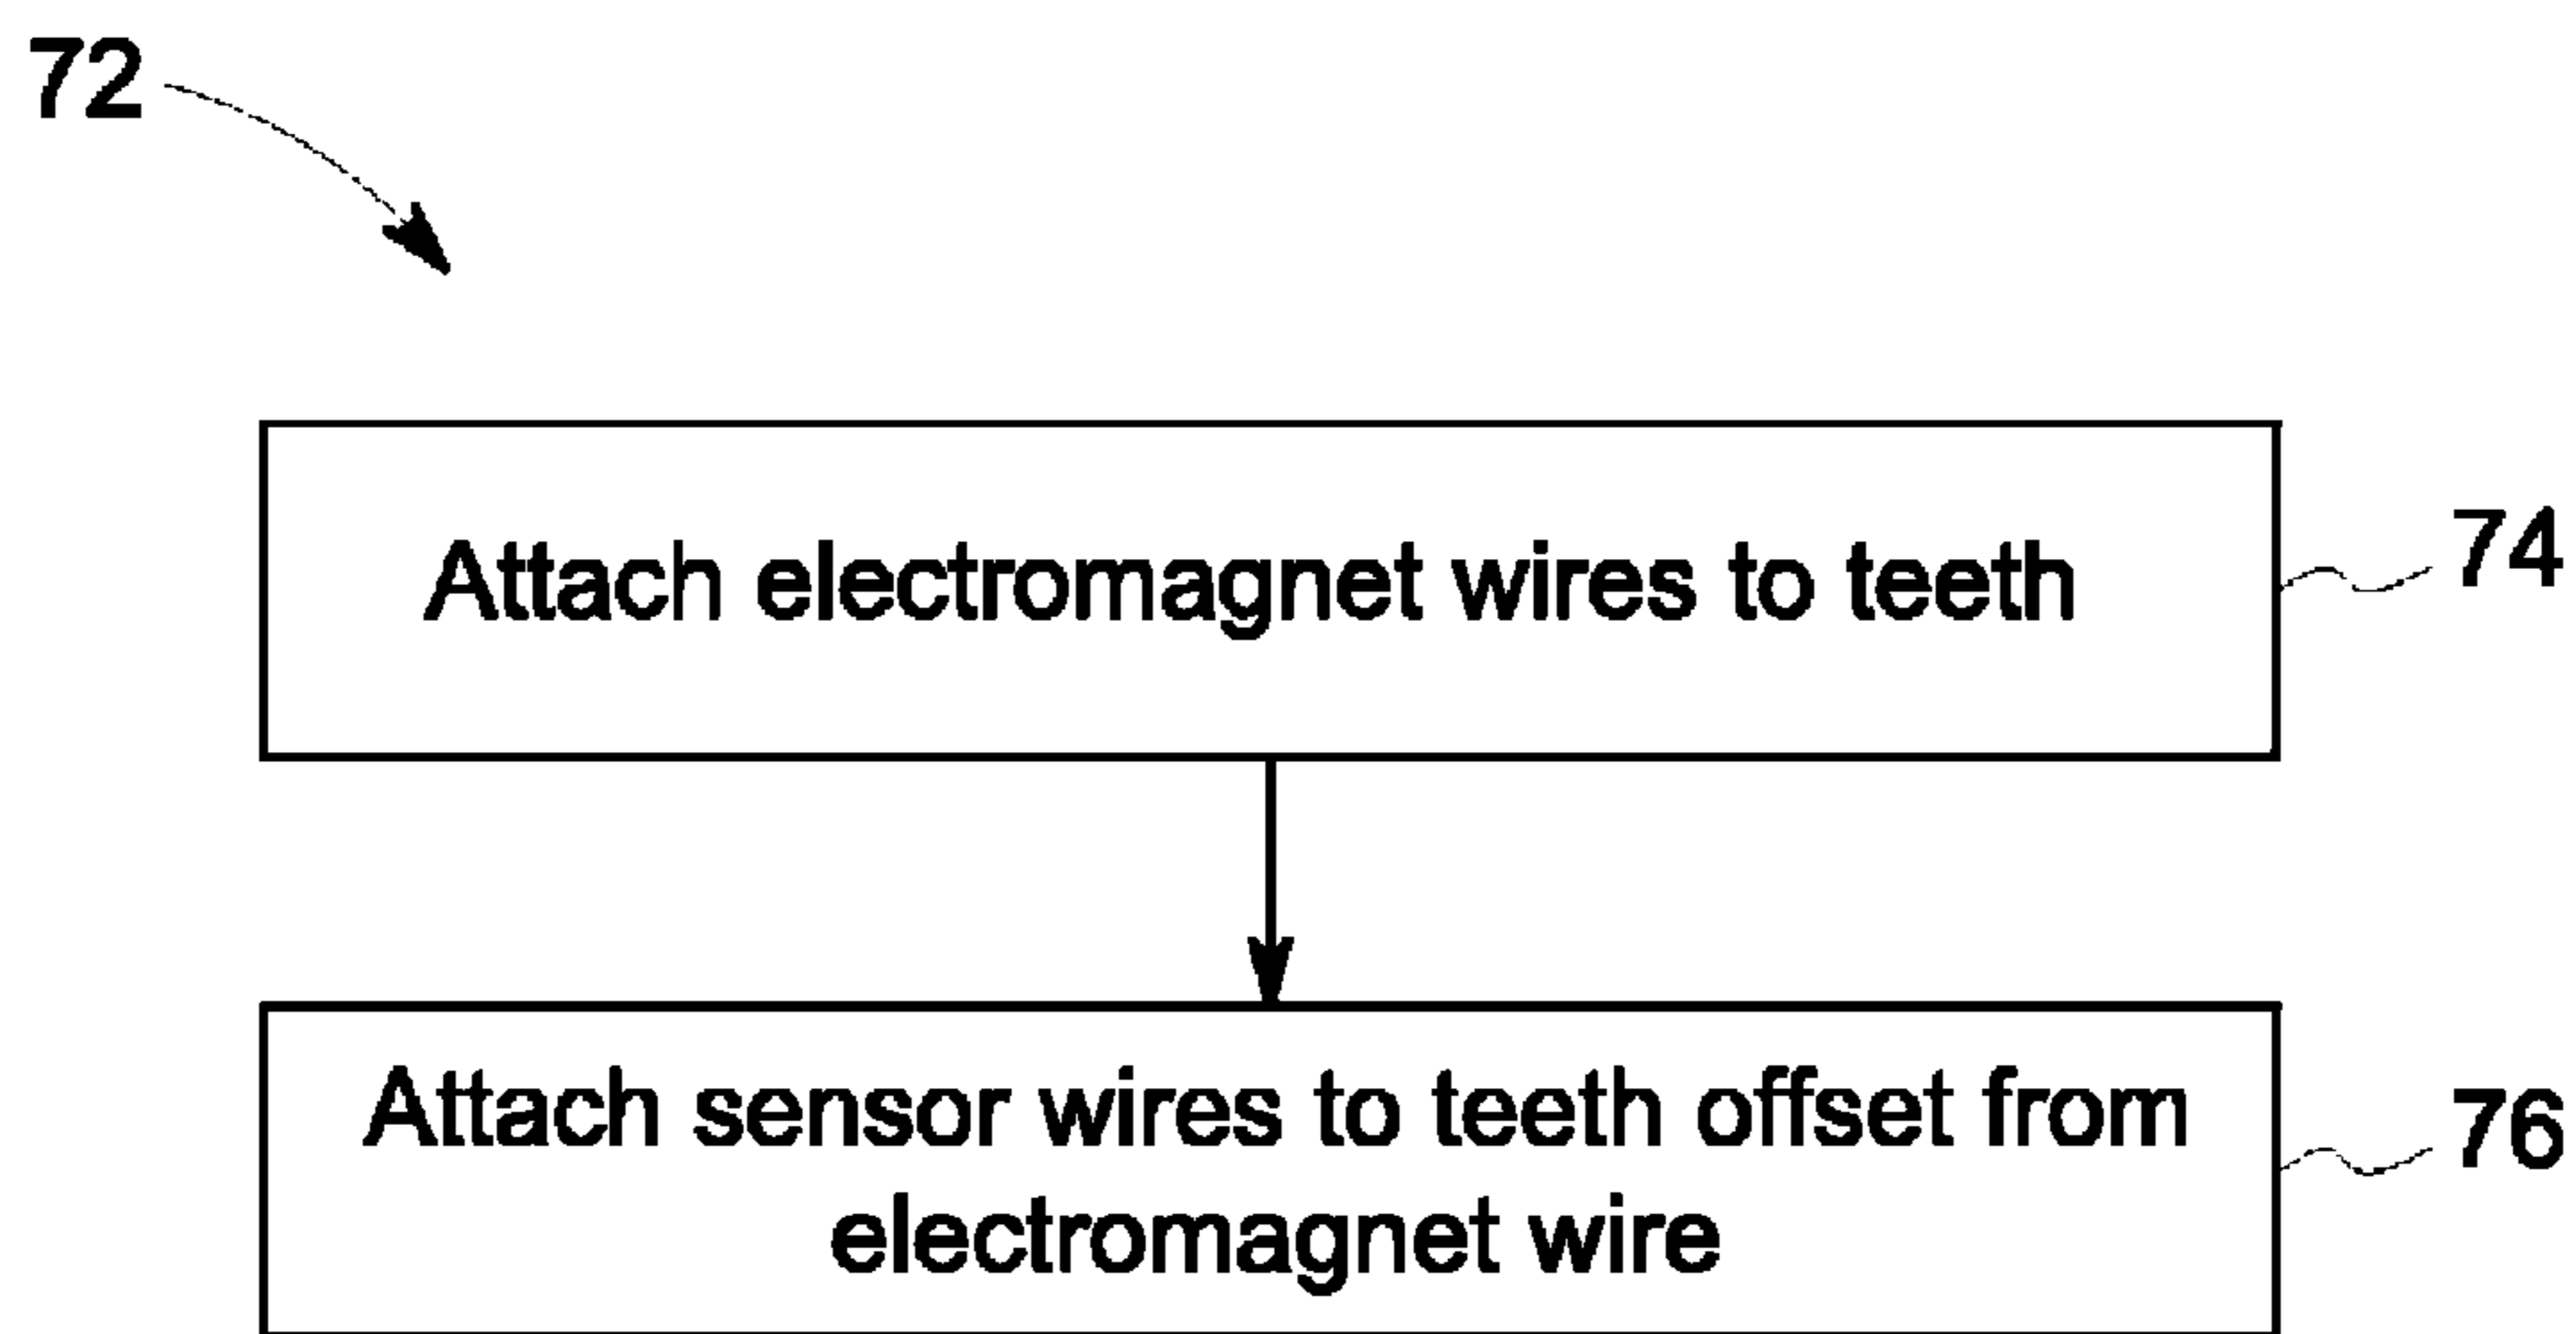 72
Attach electromagnet wires to teeth
74
Attach sensor wires to teeth offset from
electromagnet wire
76